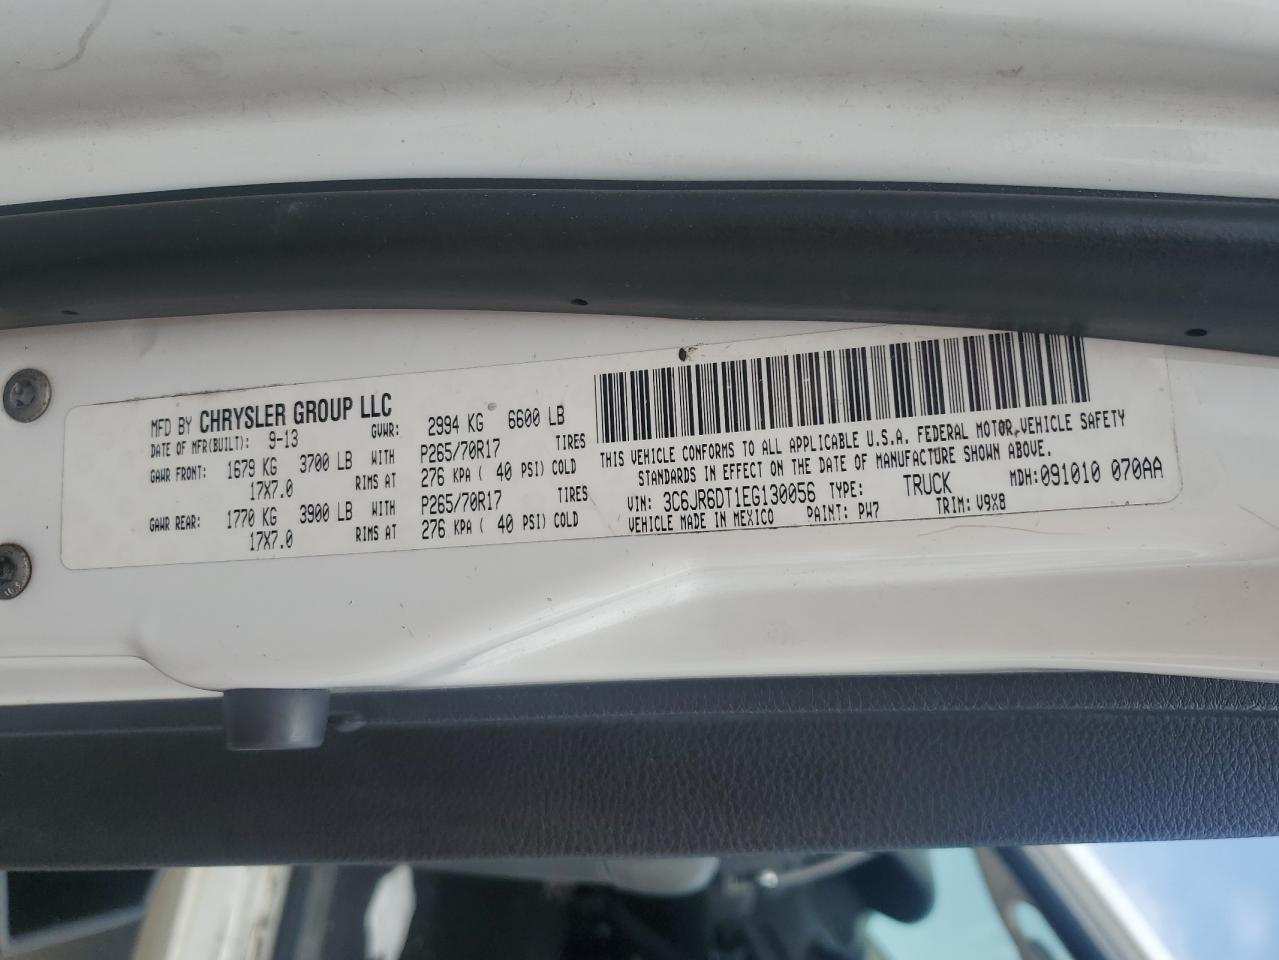 MFD BY CHRYSLER GROUP LLC
DATE OF MFR(BUILT): 9-13 GVWR: 2994 KG 6600 LB
GAWR FRONT: 1679 KG 3700 LB WITH P265/70R17 TIRES
17X7.0 RIMS AT 276 KPA ( 40 PSI) COLD
GAWR REAR: 1770 KG 3900 LB WITH P265/70R17 TIRES
17X7.0 RIMS AT 276 KPA ( 40 PSI) COLD
THIS VEHICLE CONFORMS TO ALL APPLICABLE U.S.A. FEDERAL MOTOR VEHICLE SAFETY
STANDARDS IN EFFECT ON THE DATE OF MANUFACTURE SHOWN ABOVE.
VIN: 3C6JR6DT1EG130056 TYPE: TRUCK MDH:091010 070AA
VEHICLE MADE IN MEXICO PAINT: PW7 TRIM: V9X8